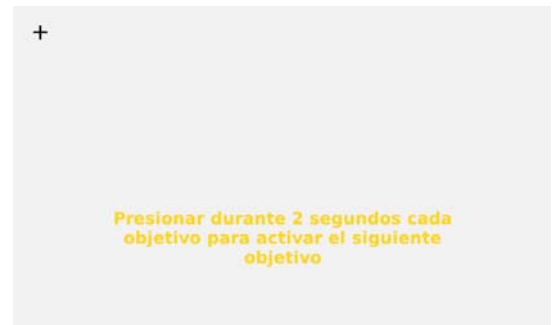 +
Presionar durante 2 segundos cada
objetivo para activar el siguiente
objetivo